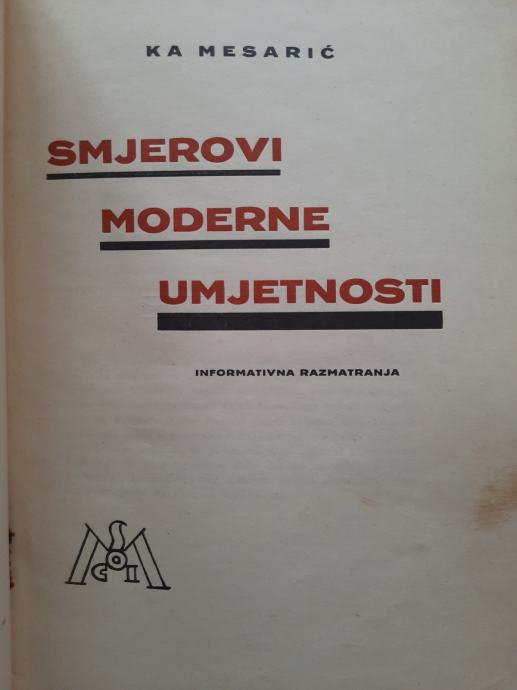 KA MESARIĆ
SMJEROVI
MODERNE
UMJETNOSTI
INFORMATIVNA RAZMATRANJA